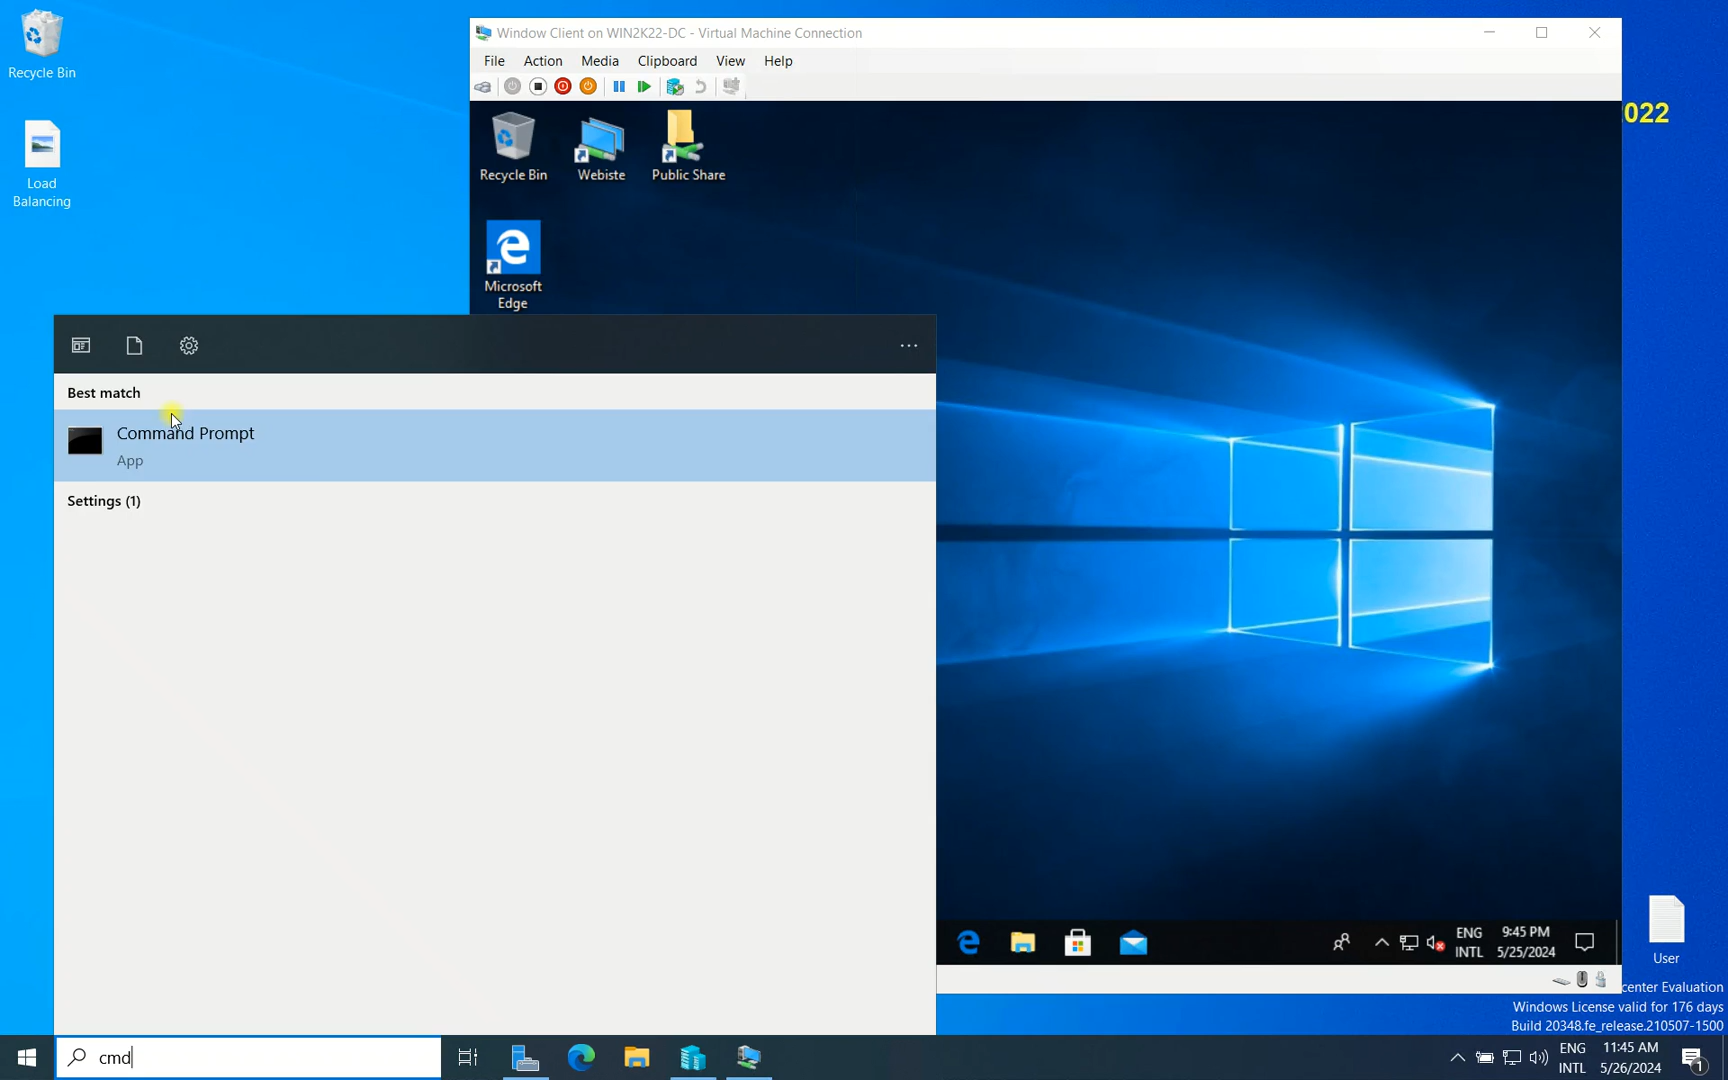 Recycle Bin
Load
Balancing
Window Client on WIN2K22-DC - Virtual Machine Connection
File Action Media Clipboard View Help
Recycle Bin
Webiste
Public Share
Microsoft
Edge
022
Best match
Command Prompt
App
Settings (1)
ENG
INTL
9:45 PM
5/25/2024
User
center Evaluation
Windows License valid for 176 days
Build 20348.fe_release.210507-1500
cmd
ENG
INTL
11:45 AM
5/26/2024
1